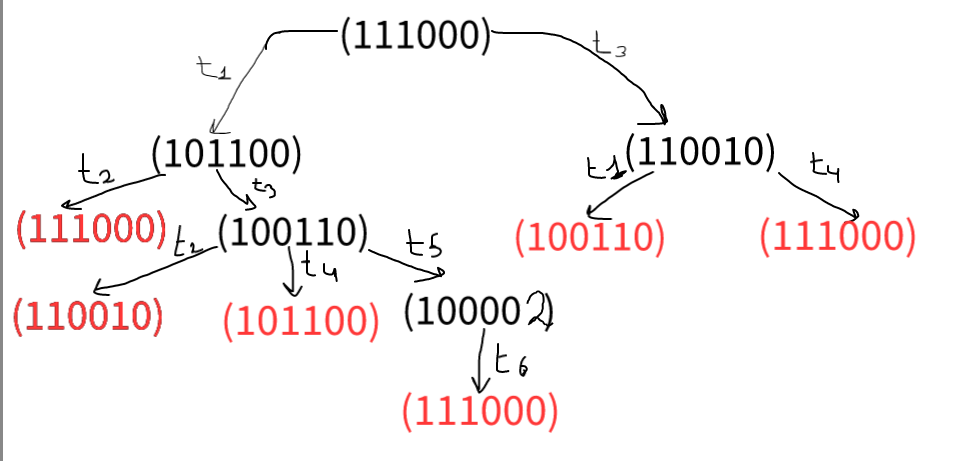 (111000)
t1 t3
(101100) (110010)
t2 t3 t1 t4
(111000) (100110) (100110) (111000)
t2 t4 t5
(110010) (101100) (100002)
t6
(111000)